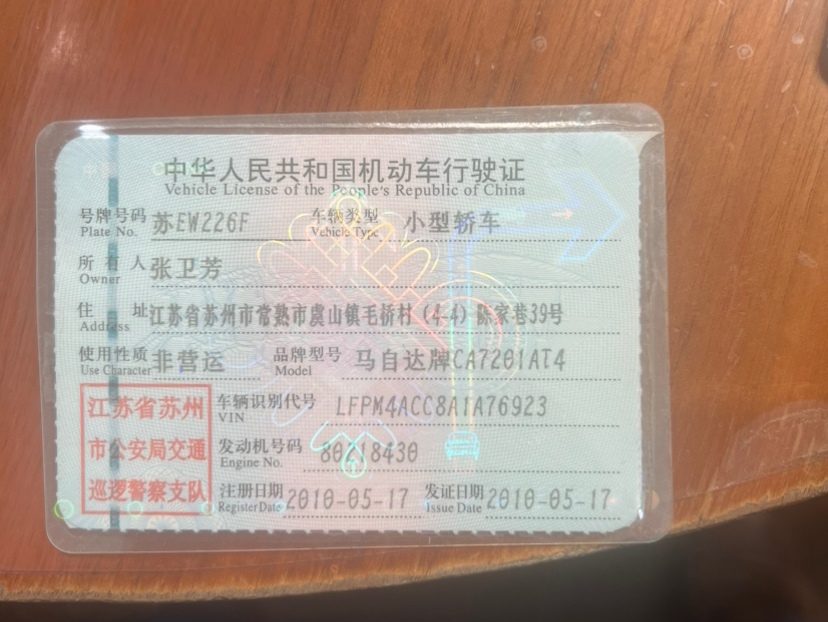 中华人民共和国机动车行驶证
Vehicle License of the People's Republic of China
号牌号码 苏EW226F 车辆类型 小型轿车
Plate No. Vehicle Type
所有人 张卫芳
Owner
住址 江苏省苏州市常熟市虞山镇毛桥村(4-4)陈家巷39号
Address
使用性质 非营运 品牌型号 马自达牌CA7201AT4
Use Character Model
江苏省苏州 车辆识别代号 LFPM4ACC8A1A76923
VIN
市公安局交通 发动机号码 80218430
Engine No.
巡逻警察支队 注册日期 2010-05-17 发证日期 2010-05-17
Register Date Issue Date